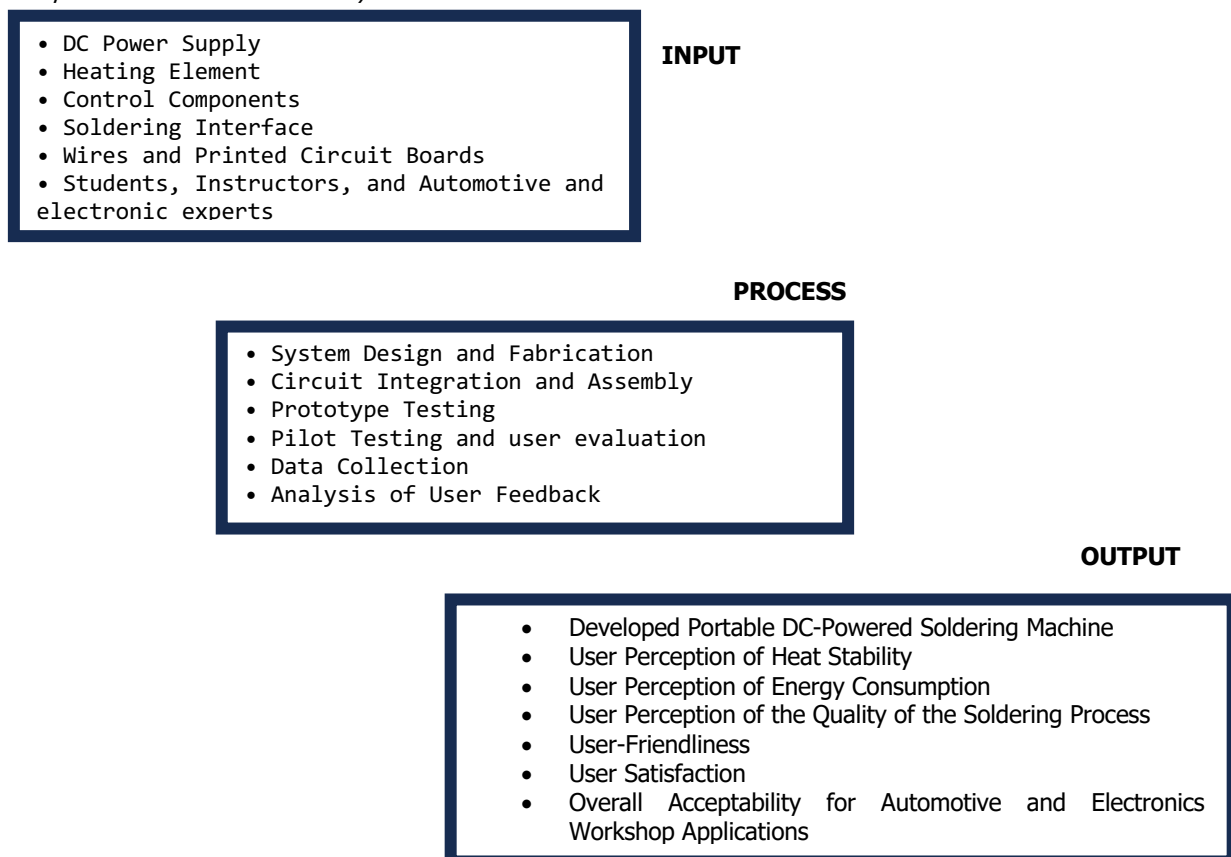 INPUT
• DC Power Supply
• Heating Element
• Control Components
• Soldering Interface
• Wires and Printed Circuit Boards
• Students, Instructors, and Automotive and
electronic experts
PROCESS
• System Design and Fabrication
• Circuit Integration and Assembly
• Prototype Testing
• Pilot Testing and user evaluation
• Data Collection
• Analysis of User Feedback
OUTPUT
• Developed Portable DC-Powered Soldering Machine
• User Perception of Heat Stability
• User Perception of Energy Consumption
• User Perception of the Quality of the Soldering Process
• User-Friendliness
• User Satisfaction
• Overall Acceptability for Automotive and Electronics
Workshop Applications